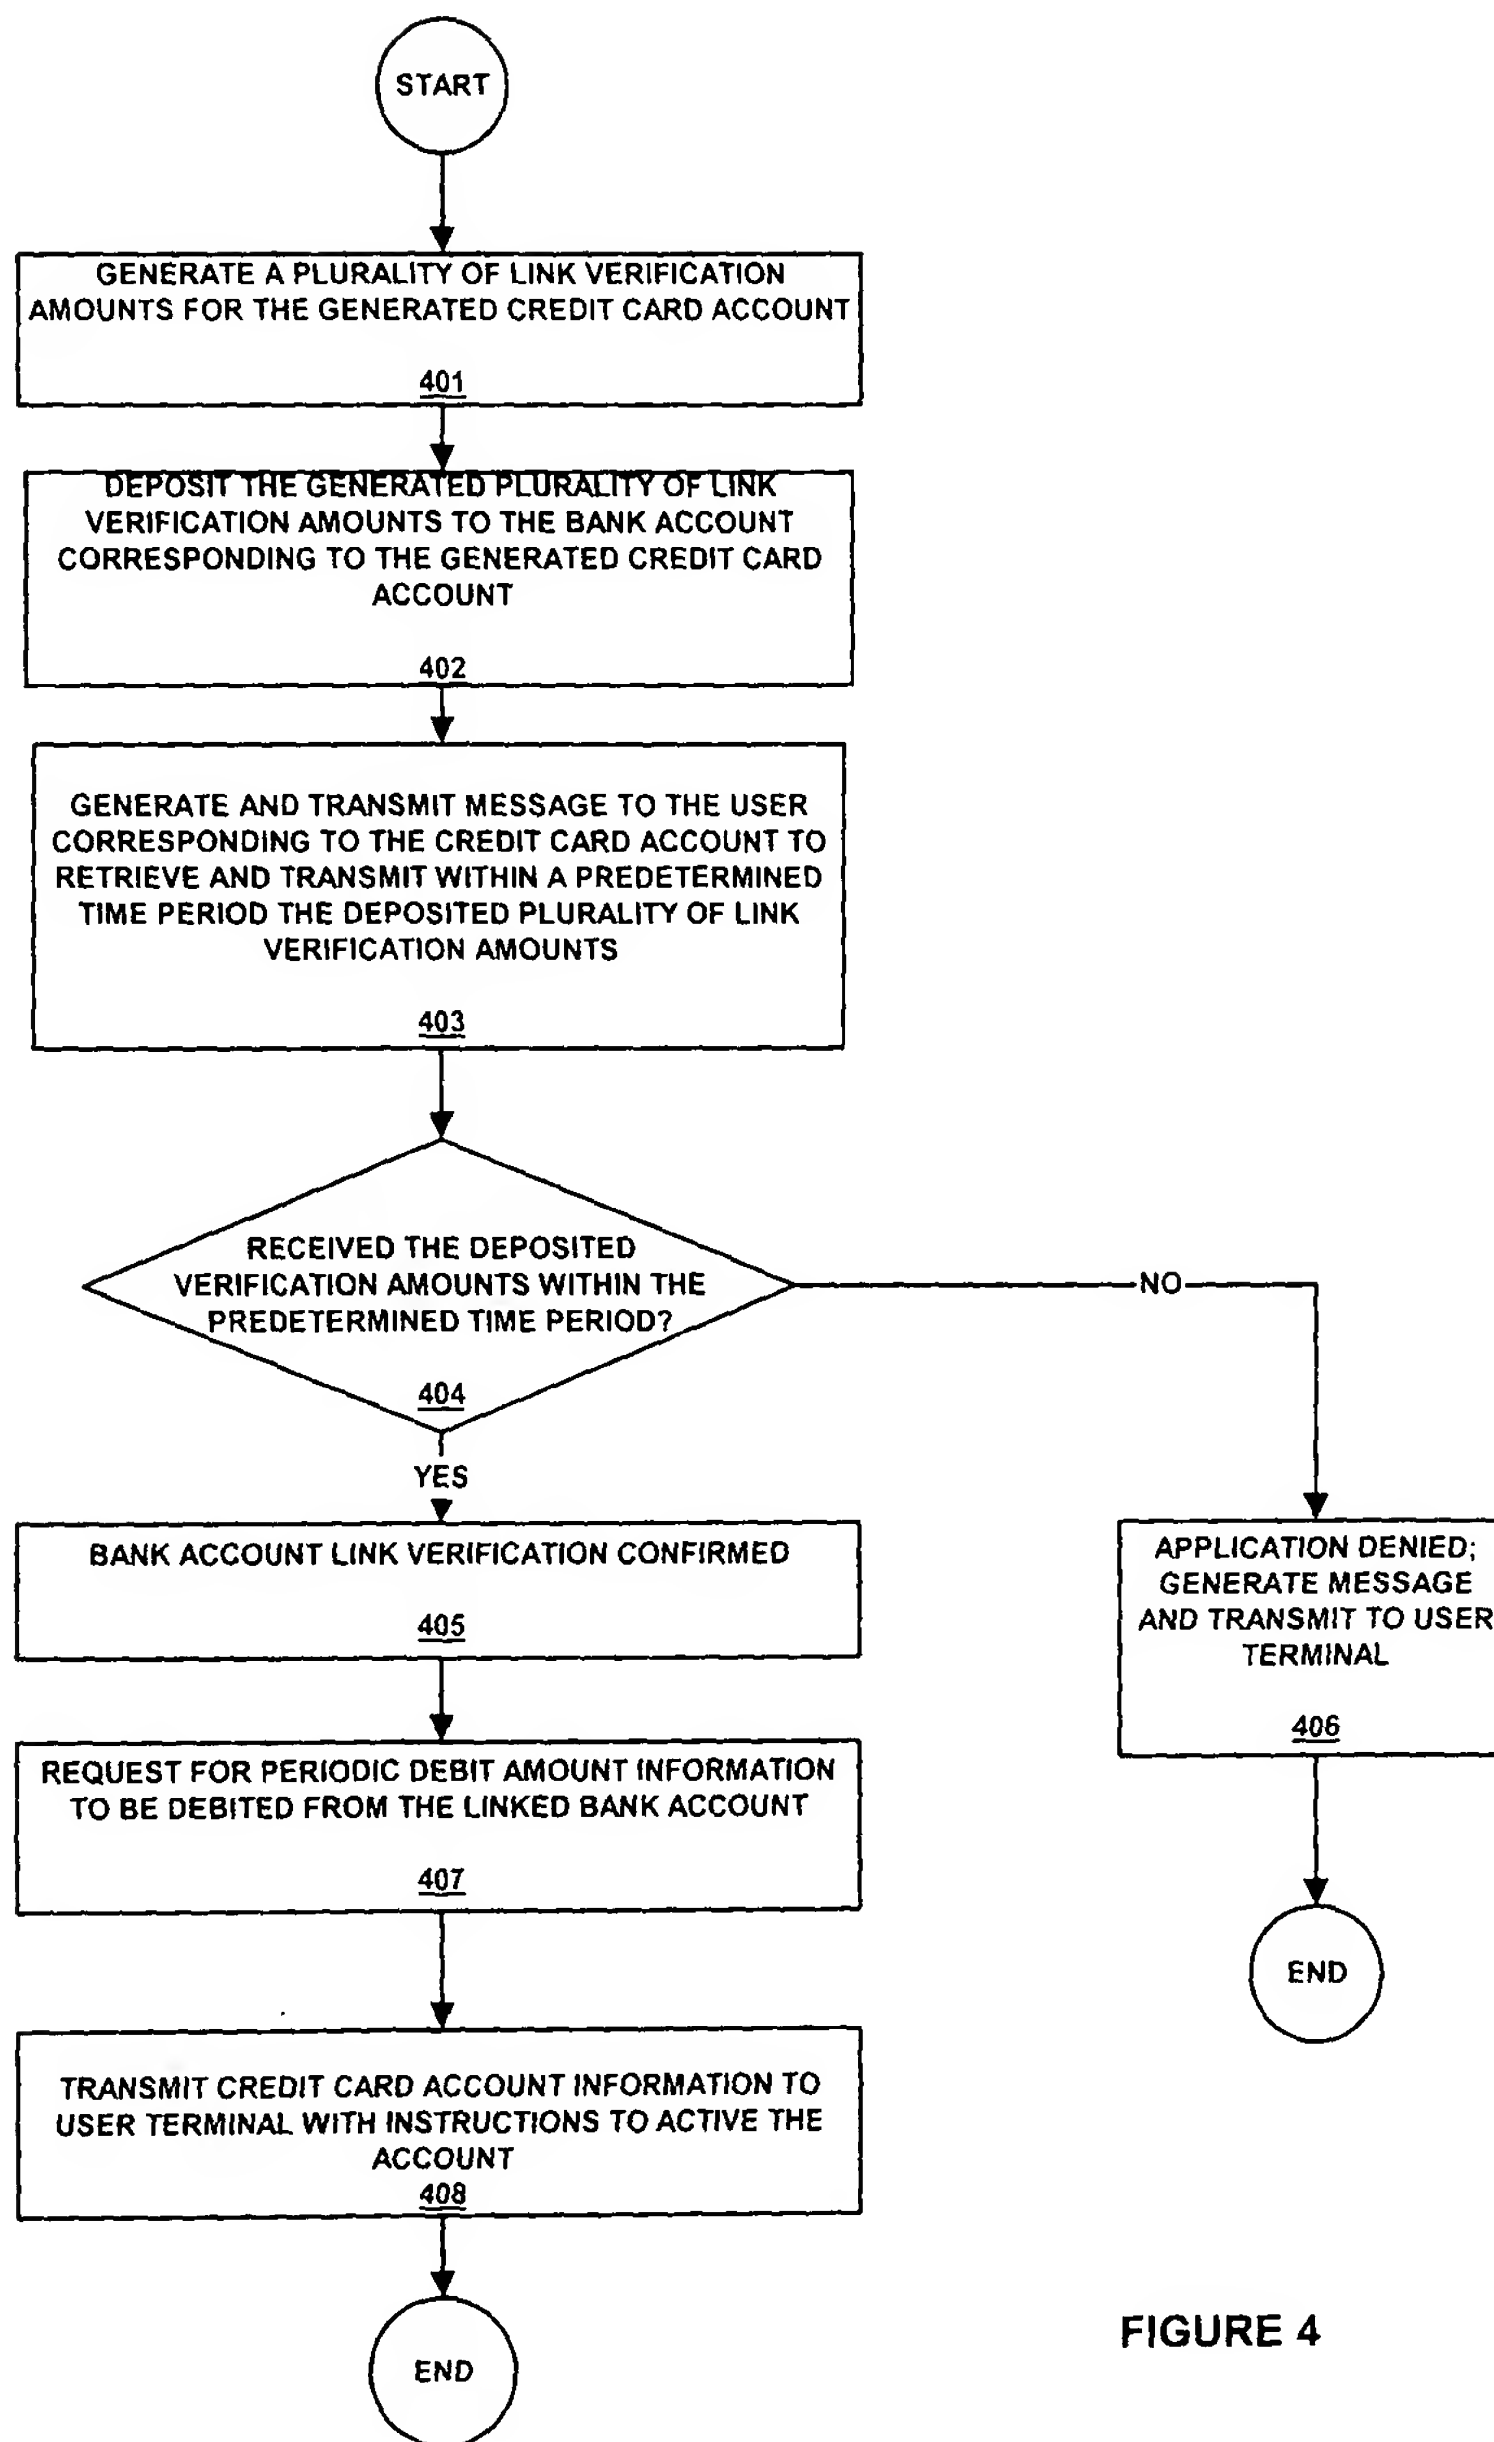 START
GENERATE A PLURALITY OF LINK VERIFICATION
AMOUNTS FOR THE GENERATED CREDIT CARD ACCOUNT
401
DEPOSIT THE GENERATED PLURALITY OF LINK
VERIFICATION AMOUNTS TO THE BANK ACCOUNT
CORRESPONDING TO THE GENERATED CREDIT CARD
ACCOUNT
402
GENERATE AND TRANSMIT MESSAGE TO THE USER
CORRESPONDING TO THE CREDIT CARD ACCOUNT TO
RETRIEVE AND TRANSMIT WITHIN A PREDETERMINED
TIME PERIOD THE DEPOSITED PLURALITY OF LINK
VERIFICATION AMOUNTS
403
RECEIVED THE DEPOSITED
VERIFICATION AMOUNTS WITHIN THE
PREDETERMINED TIME PERIOD?
404
NO
YES
BANK ACCOUNT LINK VERIFICATION CONFIRMED
405
APPLICATION DENIED;
GENERATE MESSAGE
AND TRANSMIT TO USER
TERMINAL
406
REQUEST FOR PERIODIC DEBIT AMOUNT INFORMATION
TO BE DEBITED FROM THE LINKED BANK ACCOUNT
407
END
TRANSMIT CREDIT CARD ACCOUNT INFORMATION TO
USER TERMINAL WITH INSTRUCTIONS TO ACTIVE THE
ACCOUNT
408
END
FIGURE 4